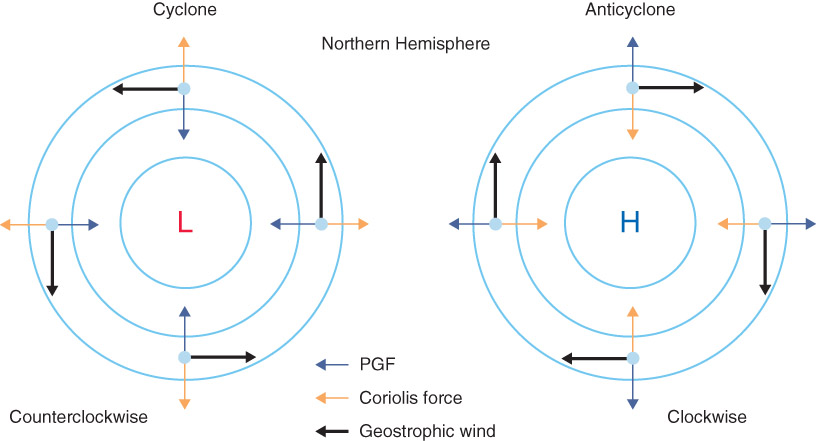 Cyclone
Anticyclone
Northern Hemisphere
L
H
PGF
Coriolis force
Geostrophic wind
Counterclockwise
Clockwise